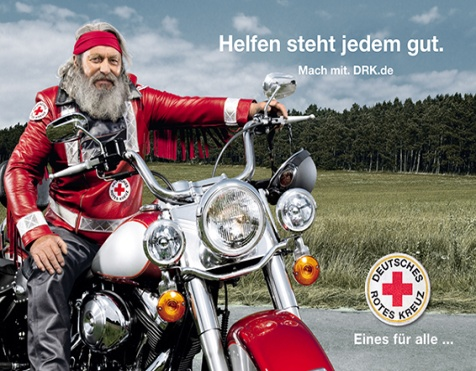 Helfen steht jedem gut.
Mach mit. DRK.de
DEUTSCHES
ROTES KREUZ
Eines für alle ...